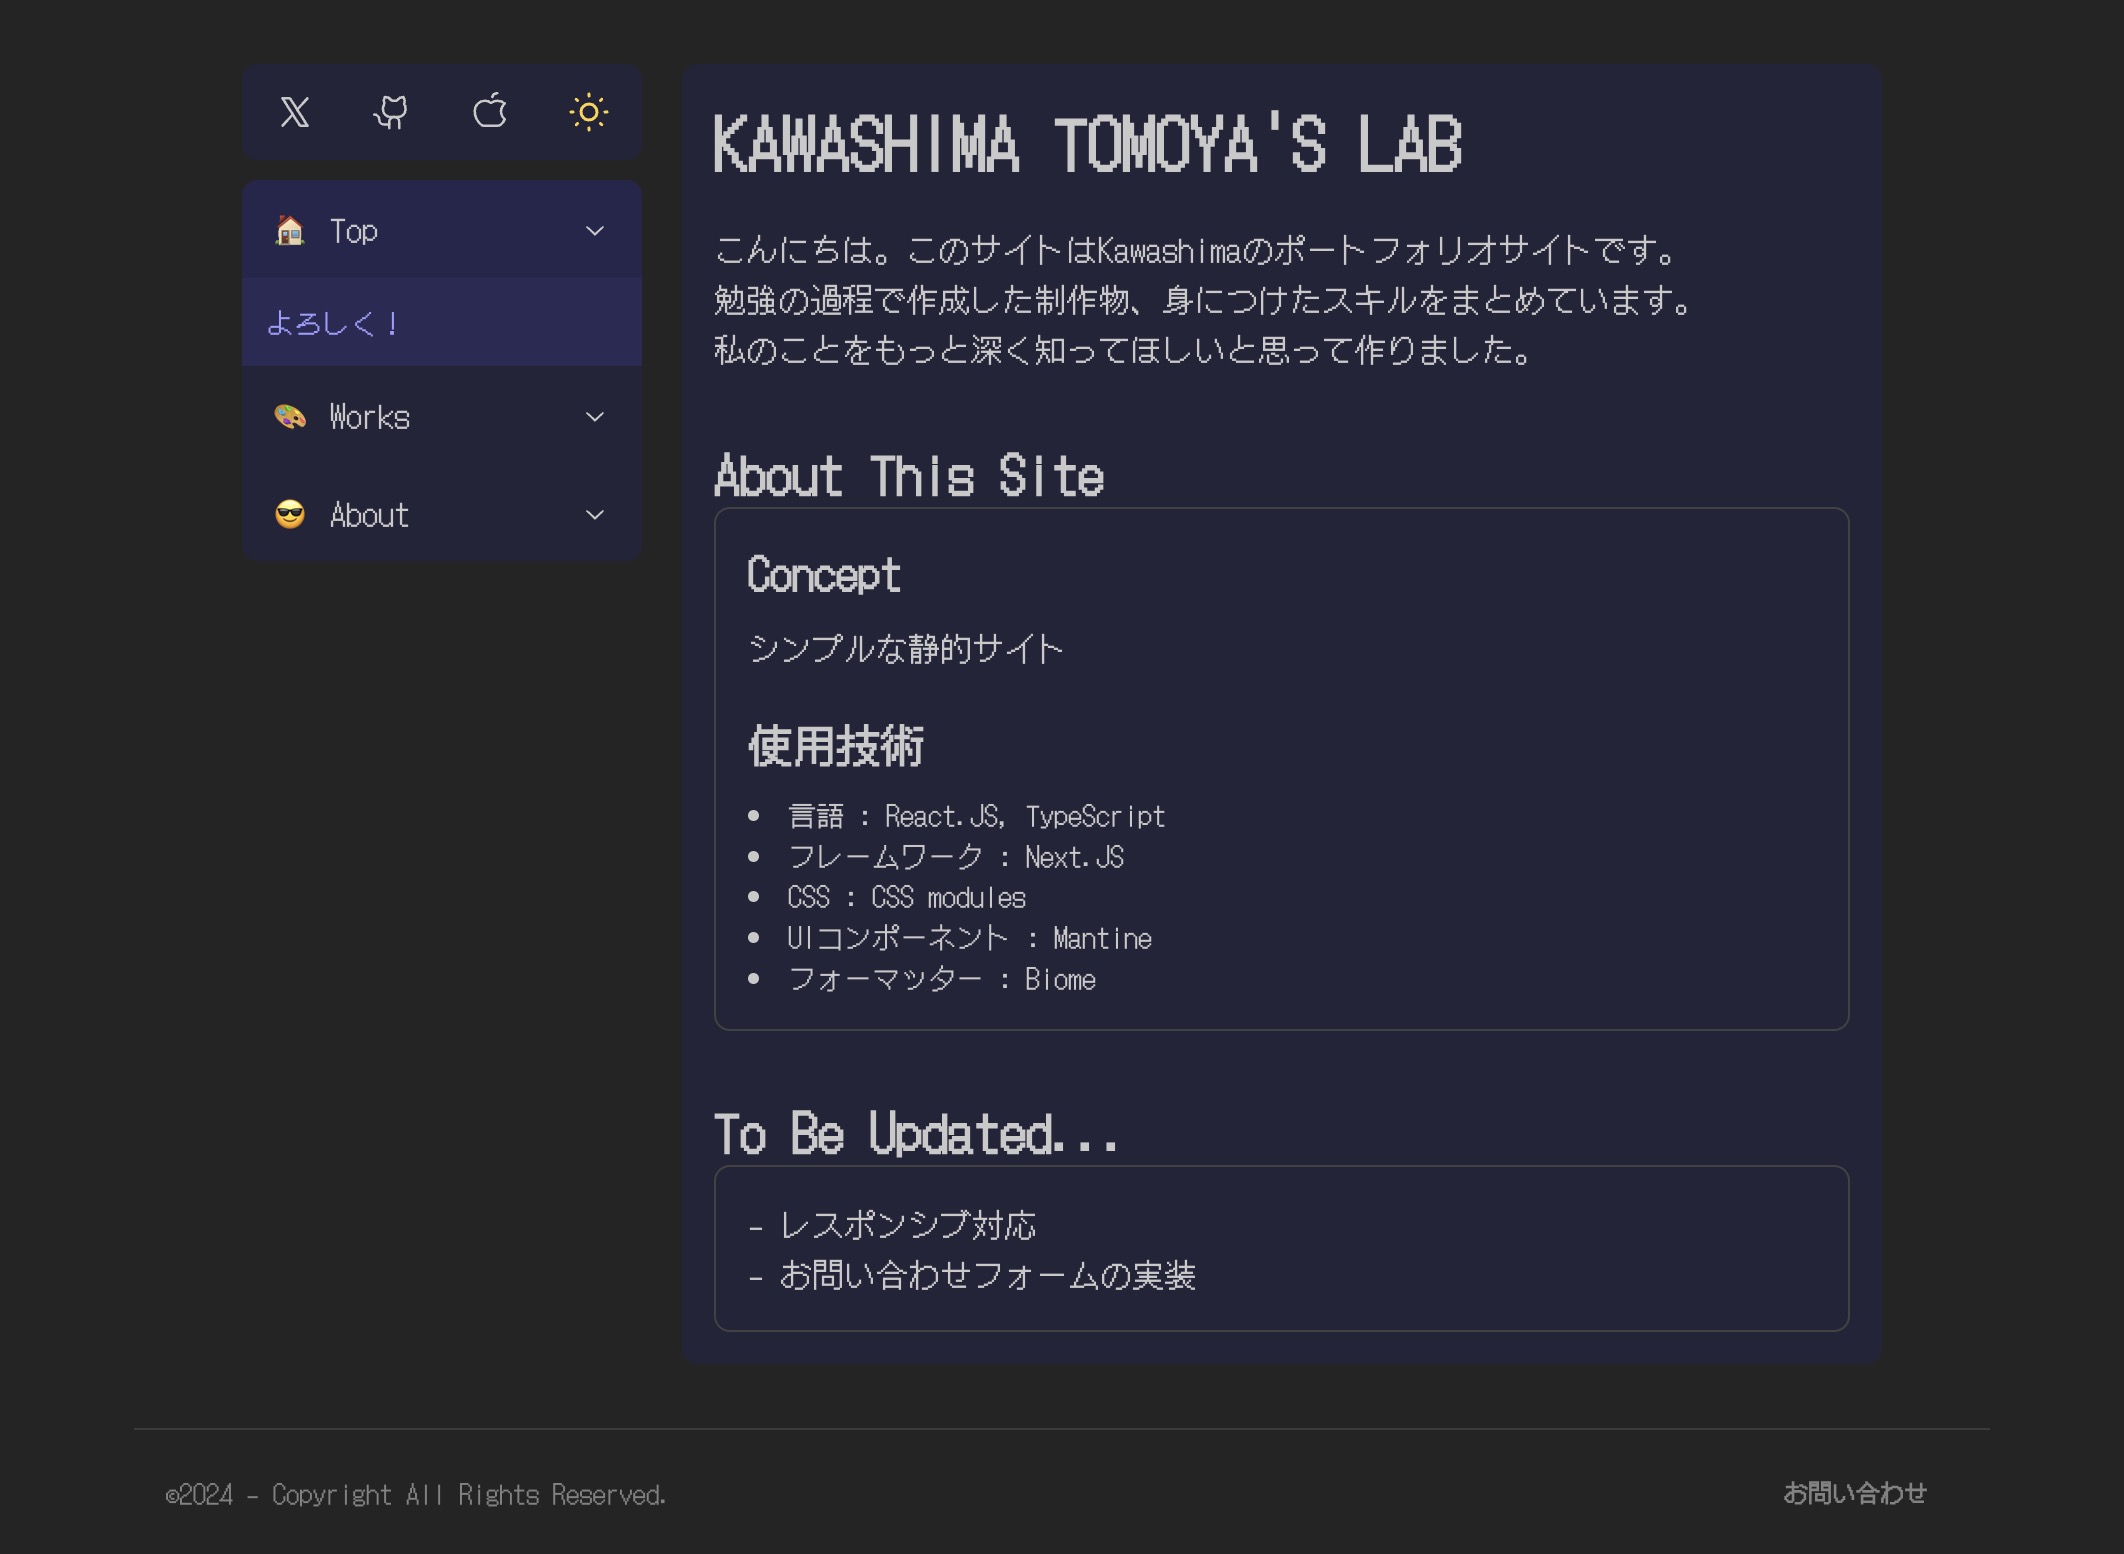 Top
よろしく！
Works
About
KAWASHIMA TOMOYA'S LAB
こんにちは。このサイトはKawashimaのポートフォリオサイトです。
勉強の過程で作成した制作物、身につけたスキルをまとめています。
私のことをもっと深く知ってほしいと思って作りました。
About This Site
Concept
シンプルな静的サイト
使用技術
• 言語 : React.JS, TypeScript
• フレームワーク : Next.JS
• CSS : CSS modules
• UIコンポーネント : Mantine
• フォーマッター : Biome
To Be Updated...
- レスポンシブ対応
- お問い合わせフォームの実装
©2024 - Copyright All Rights Reserved.
お問い合わせ